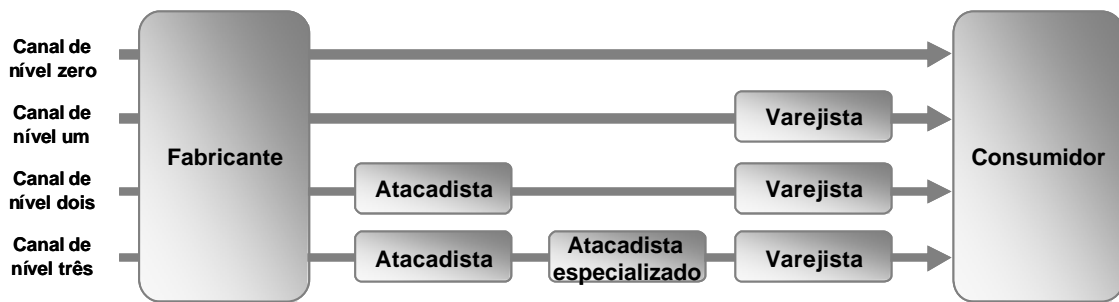 Canal de
nível zero
Canal de
nível um
Varejista
Fabricante
Consumidor
Canal de
nível dois
Atacadista
Varejista
Canal de
nível três
Atacadista
Atacadista
especializado
Varejista